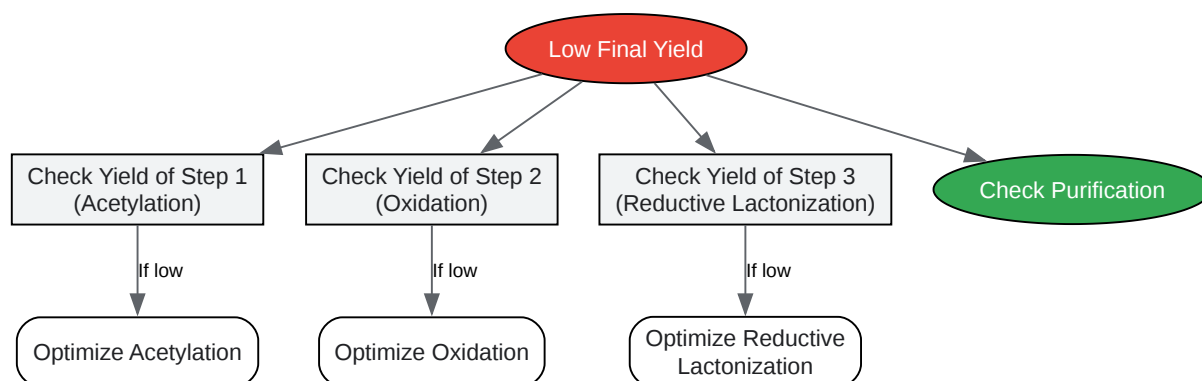 Low Final Yield
Check Yield of Step 1
(Acetylation)
Check Yield of Step 2
(Oxidation)
Check Yield of Step 3
(Reductive Lactonization)
Check Purification
If low
If low
If low
Optimize Acetylation
Optimize Oxidation
Optimize Reductive
Lactonization